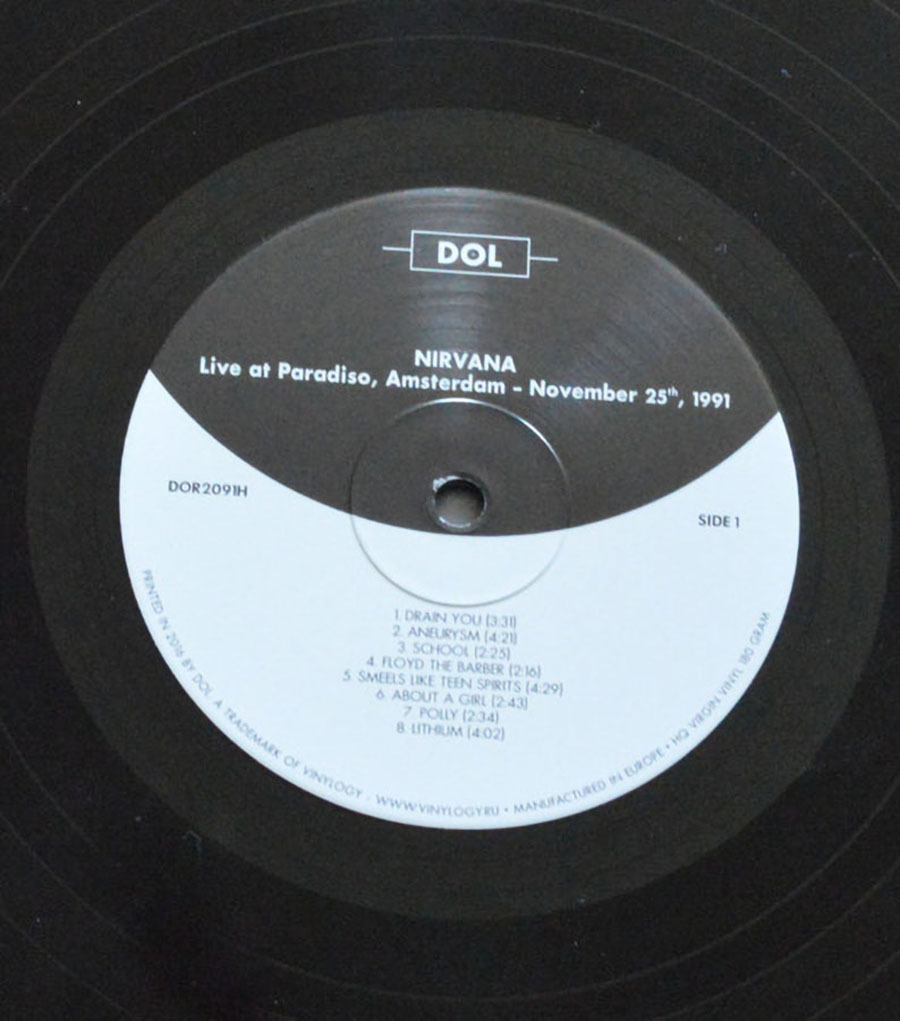 DOL
NIRVANA
Live at Paradiso, Amsterdam - November 25th, 1991
DOR2091H
SIDE 1
1. DRAIN YOU (3:31)
2. ANEURYSM (4:21)
3. SCHOOL (2:25)
4. FLOYD THE BARBER (2:16)
5. SMEELS LIKE TEEN SPIRITS (4:29)
6. ABOUT A GIRL (2:43)
7. POLLY (2:34)
8. LITHIUM (4:02)
PRINTED IN 2016 BY DOL, A TRADEMARK OF VINYLOGY - WWW.VINYLOGY.RU • MANUFACTURED IN EUROPE • HQ VIRGIN VINYL 180 GRAM